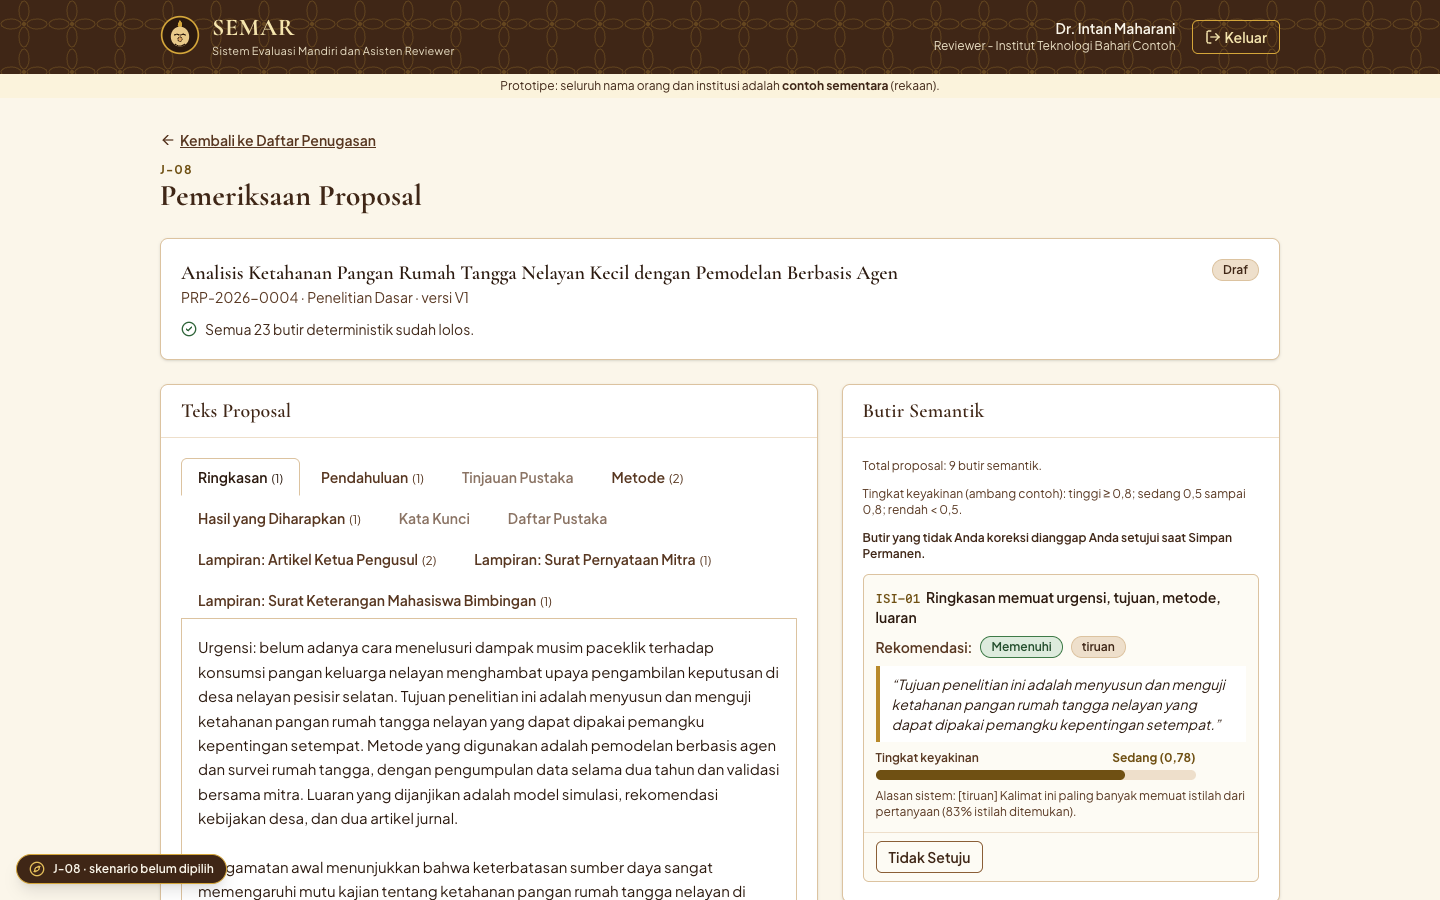 SEMAR
Sistem Evaluasi Mandiri dan Asisten Reviewer
Dr. Intan Maharani
Reviewer - Institut Teknologi Bahari Contoh
Keluar
Prototipe: seluruh nama orang dan institusi adalah contoh sementara (rekaan).
Kembali ke Daftar Penugasan
J-08
Pemeriksaan Proposal
Analisis Ketahanan Pangan Rumah Tangga Nelayan Kecil dengan Pemodelan Berbasis Agen
Draf
PRP-2026-0004 · Penelitian Dasar · versi V1
Semua 23 butir deterministik sudah lolos.
Teks Proposal
Ringkasan (1)
Pendahuluan (1)
Tinjauan Pustaka
Metode (2)
Hasil yang Diharapkan (1)
Kata Kunci
Daftar Pustaka
Lampiran: Artikel Ketua Pengusul (2)
Lampiran: Surat Pernyataan Mitra (1)
Lampiran: Surat Keterangan Mahasiswa Bimbingan (1)
Urgensi: belum adanya cara menelusuri dampak musim paceklik terhadap
konsumsi pangan keluarga nelayan menghambat upaya pengambilan keputusan di
desa nelayan pesisir selatan. Tujuan penelitian ini adalah menyusun dan menguji
ketahanan pangan rumah tangga nelayan yang dapat dipakai pemangku
kepentingan setempat. Metode yang digunakan adalah pemodelan berbasis agen
dan survei rumah tangga, dengan pengumpulan data selama dua tahun dan validasi
bersama mitra. Luaran yang dijanjikan adalah model simulasi, rekomendasi
kebijakan desa, dan dua artikel jurnal.
gamatan awal menunjukkan bahwa keterbatasan sumber daya sangat
memengaruhi mutu kajian tentang ketahanan pangan rumah tangga nelayan di
Butir Semantik
Total proposal: 9 butir semantik.
Tingkat keyakinan (ambang contoh): tinggi ≥ 0,8; sedang 0,5 sampai
0,8; rendah < 0,5.
Butir yang tidak Anda koreksi dianggap Anda setujui saat Simpan
Permanen.
ISI-01 Ringkasan memuat urgensi, tujuan, metode,
luaran
Rekomendasi: Memenuhi tiruan
"Tujuan penelitian ini adalah menyusun dan menguji
ketahanan pangan rumah tangga nelayan yang
dapat dipakai pemangku kepentingan setempat."
Tingkat keyakinan Sedang (0,78)
Alasan sistem: [tiruan] Kalimat ini paling banyak memuat istilah dari
pertanyaan (83% istilah ditemukan).
Tidak Setuju
J-08 · skenario belum dipilih